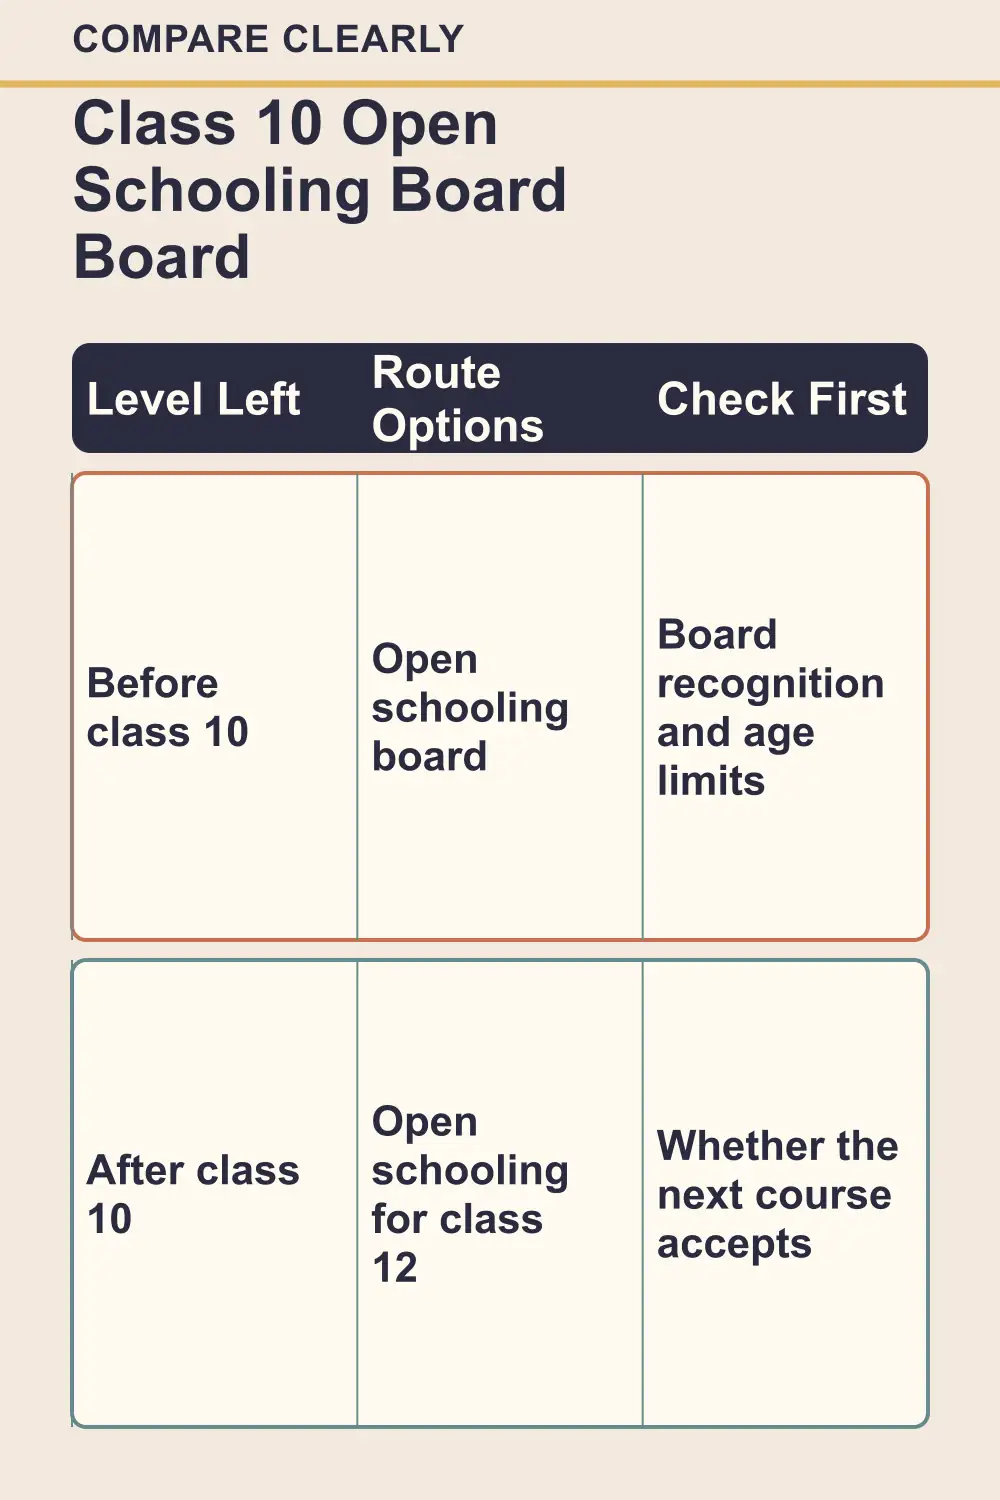 COMPARE CLEARLY
Class 10 Open
Schooling Board
Board
Level Left
Route
Options
Check First
Before
class 10
Open
schooling
board
Board
recognition
and age
limits
After class
10
Open
schooling
for class
12
Whether the
next course
accepts